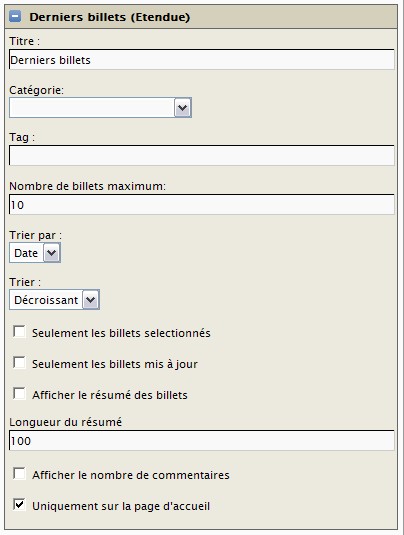 Derniers billets (Etendue)
Titre :
Derniers billets
Catégorie:
Tag :
Nombre de billets maximum:
10
Trier par :
Date
Trier :
Décroissant
Seulement les billets selectionnés
Seulement les billets mis à jour
Afficher le résumé des billets
Longueur du résumé
100
Afficher le nombre de commentaires
Uniquement sur la page d'accueil